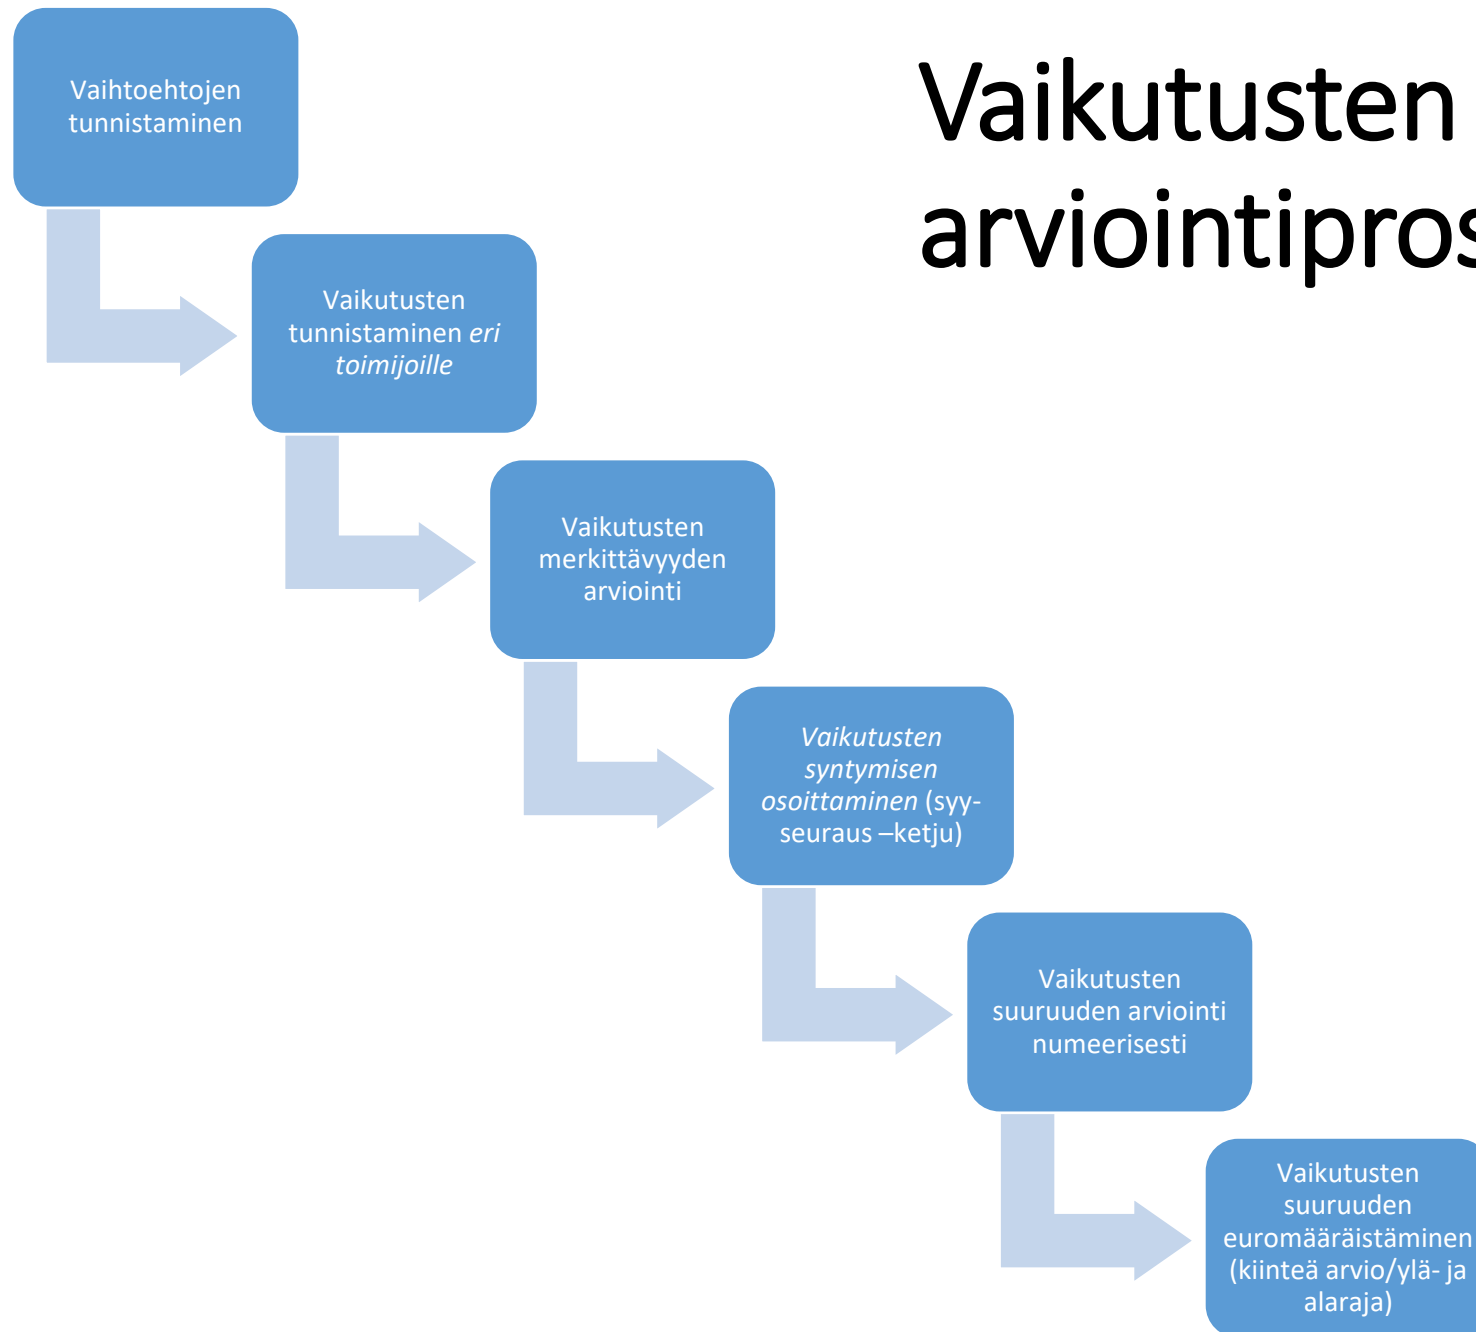 Vaikutusten
arviointipros
Vaihtoehtojen
tunnistaminen
Vaikutusten
tunnistaminen eri
toimijoille
Vaikutusten
merkittävyyden
arviointi
Vaikutusten
syntymisen
osoittaminen (syy-
seuraus –ketju)
Vaikutusten
suuruuden arviointi
numeerisesti
Vaikutusten
suuruuden
euromääräistäminen
(kiinteä arvio/ylä- ja
alaraja)